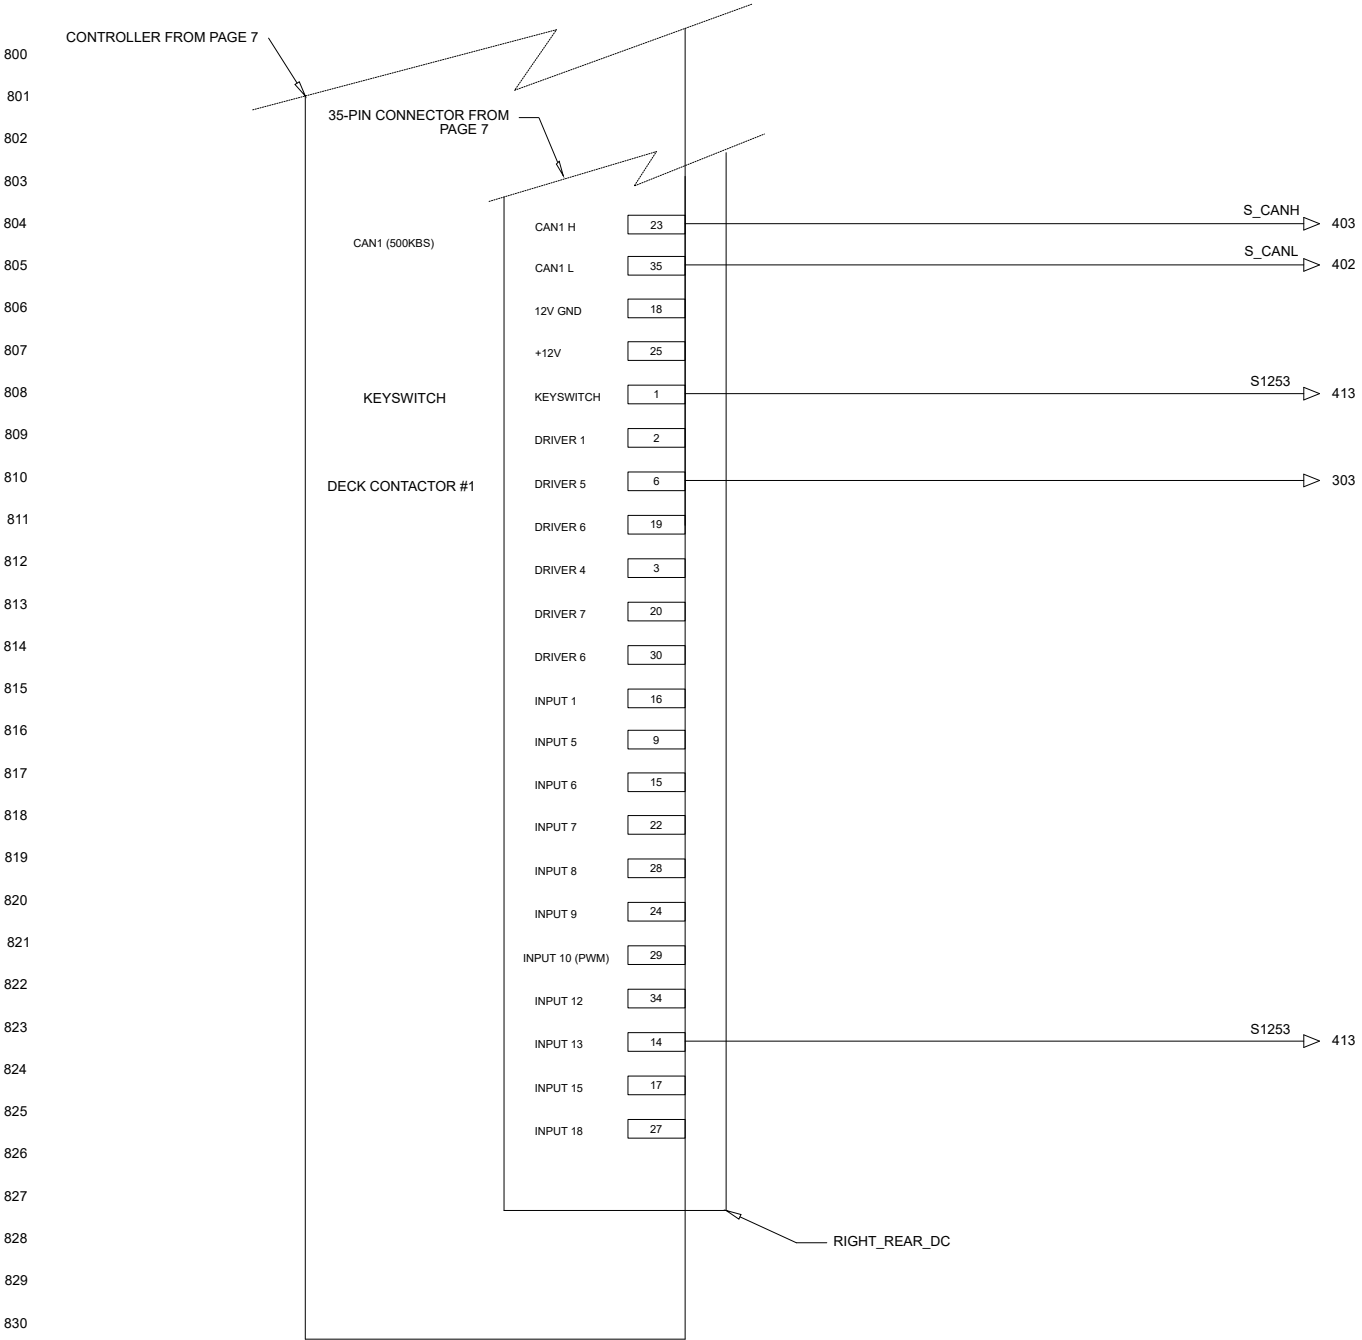 CONTROLLER FROM PAGE 7
800
801
35-PIN CONNECTOR FROM
PAGE 7
802
803
804 CAN1 H 23 S_CANH 403
CAN1 (500KBS)
805 CAN1 L 35 S_CANL 402
806 12V GND 18
807 +12V 25
808 KEYSWITCH KEYSWITCH 1 S1253 413
809 DRIVER 1 2
810 DECK CONTACTOR #1 DRIVER 5 6 303
811 DRIVER 6 19
812 DRIVER 4 3
813 DRIVER 7 20
814 DRIVER 6 30
815 INPUT 1 16
816 INPUT 5 9
817 INPUT 6 15
818 INPUT 7 22
819 INPUT 8 28
820 INPUT 9 24
821 INPUT 10 (PWM) 29
822 INPUT 12 34
823 INPUT 13 14 S1253 413
824 INPUT 15 17
825 INPUT 18 27
826
827
828 RIGHT_REAR_DC
829
830